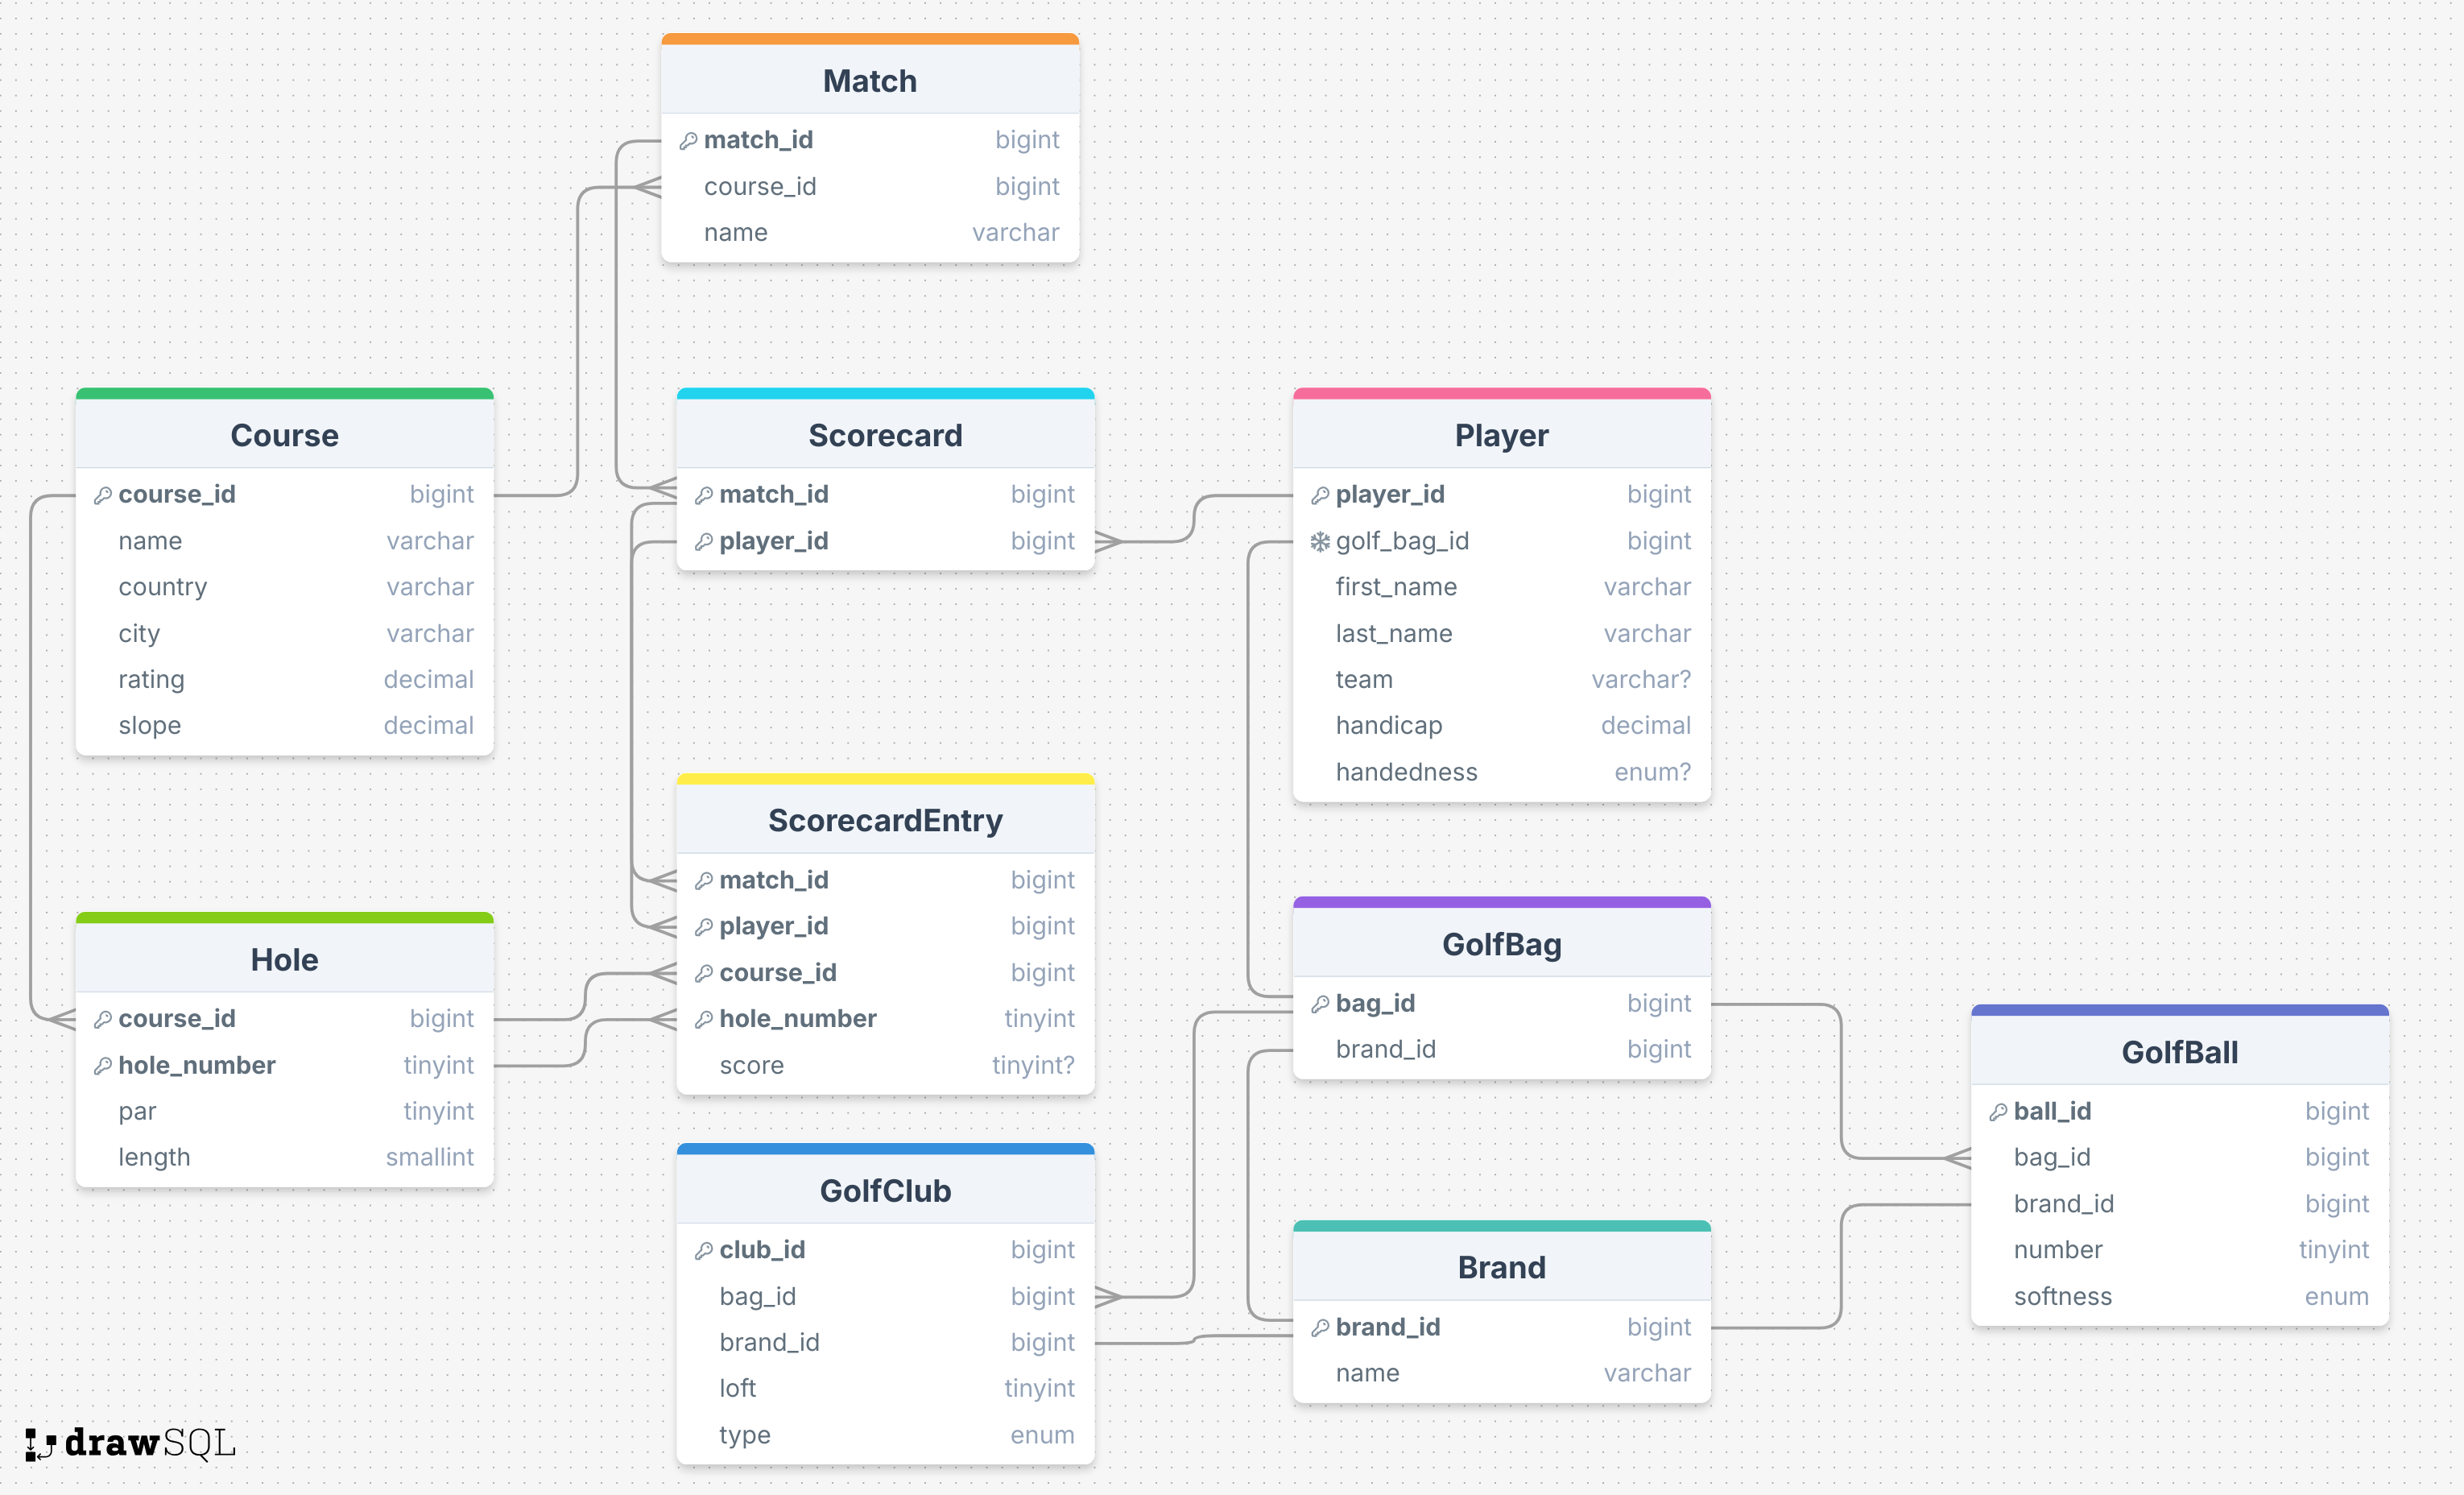 Match
match_id bigint
course_id bigint
name varchar
Course
course_id bigint
name varchar
country varchar
city varchar
rating decimal
slope decimal
Scorecard
match_id bigint
player_id bigint
Player
player_id bigint
golf_bag_id bigint
first_name varchar
last_name varchar
team varchar?
handicap decimal
handedness enum?
ScorecardEntry
match_id bigint
player_id bigint
course_id bigint
hole_number tinyint
score tinyint?
Hole
course_id bigint
hole_number tinyint
par tinyint
length smallint
GolfBag
bag_id bigint
brand_id bigint
GolfBall
ball_id bigint
bag_id bigint
brand_id bigint
number tinyint
softness enum
GolfClub
club_id bigint
bag_id bigint
brand_id bigint
loft tinyint
type enum
Brand
brand_id bigint
name varchar
drawSQL